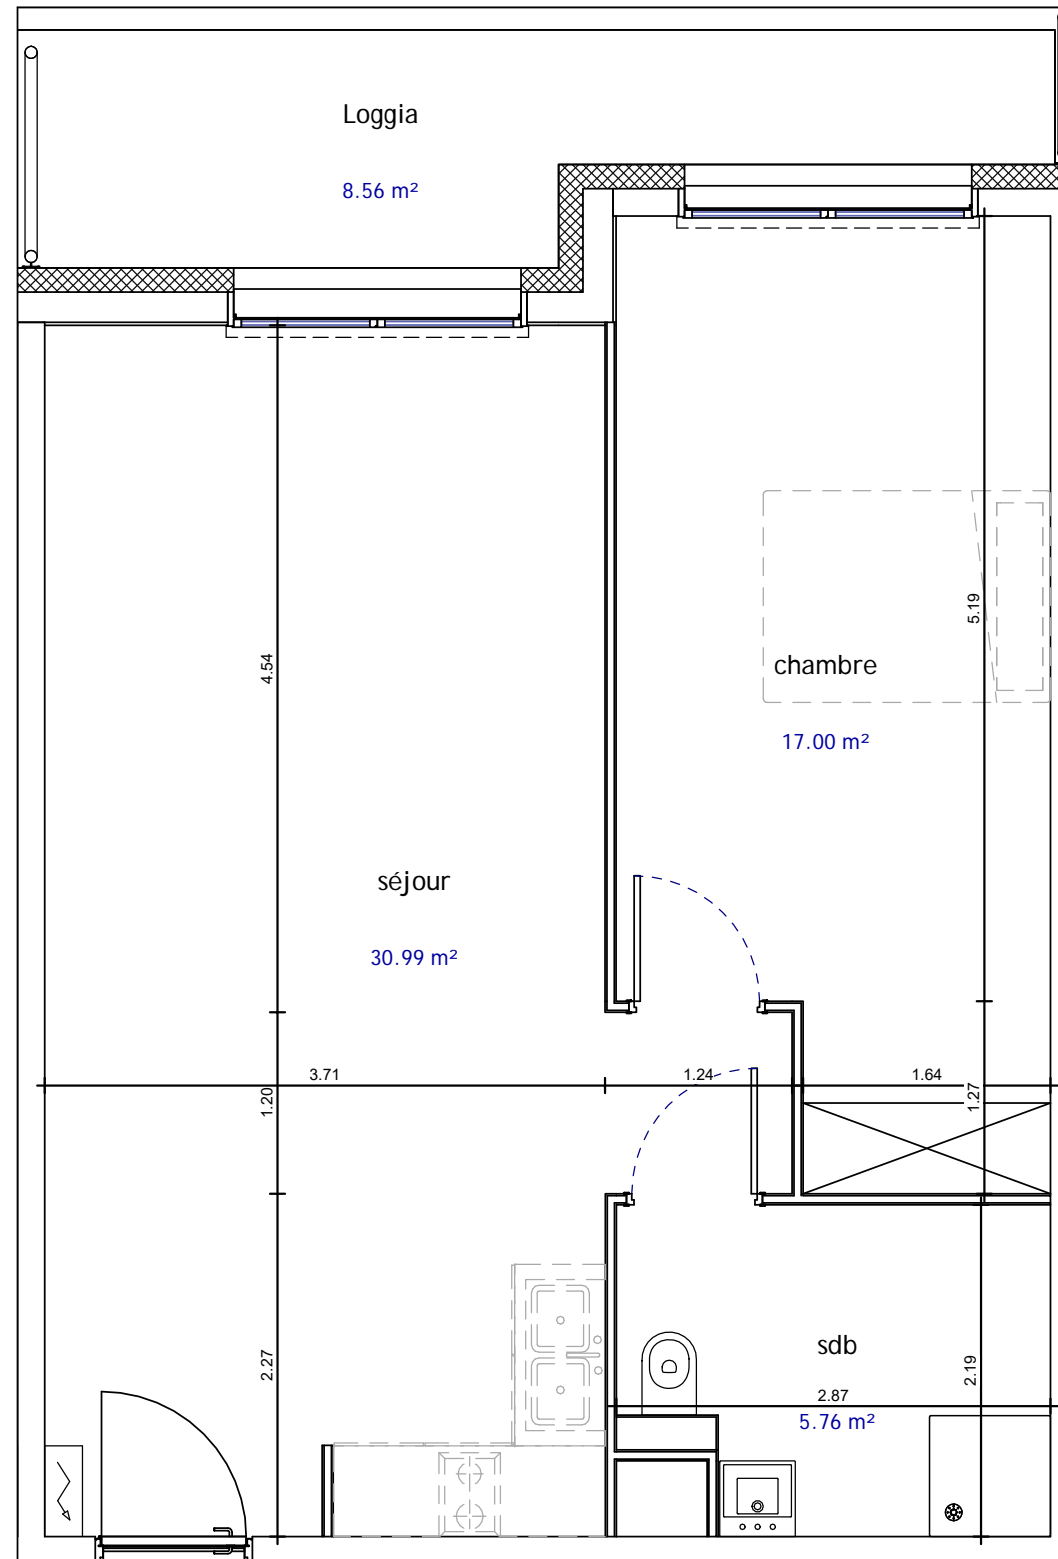 Loggia
8.56 m²
5.19
4.54
chambre
17.00 m²
séjour
30.99 m²
3.71
1.24
1.64
1.20
1.27
sdb
2.27
2.19
2.87
5.76 m²